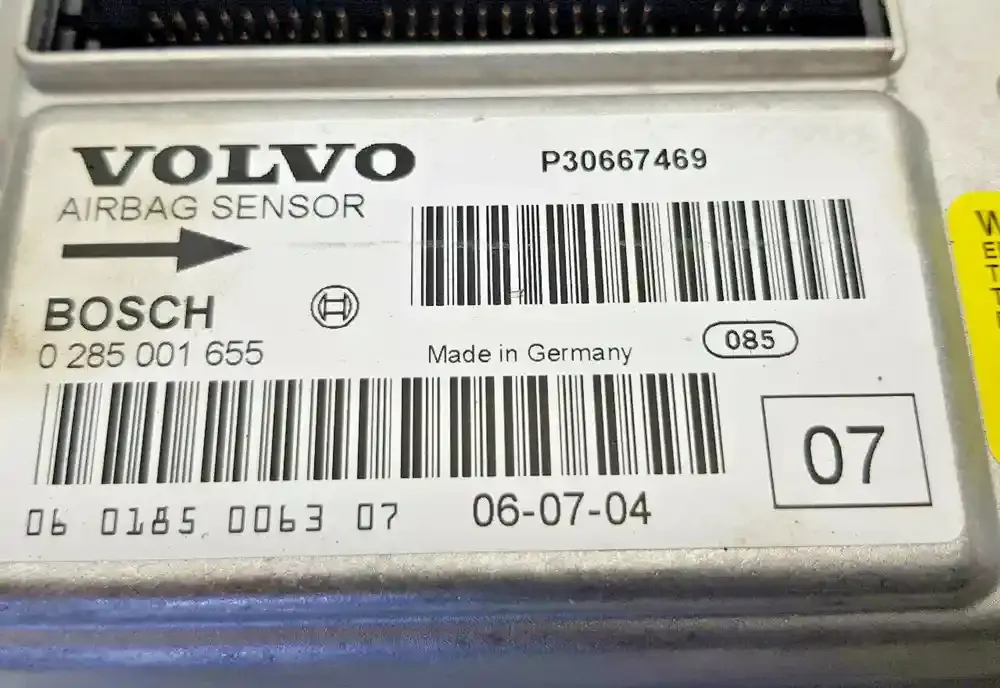 VOLVO
P30667469
AIRBAG SENSOR
BOSCH
0 285 001 655
Made in Germany
085
07
06 0185 0063 07
06-07-04